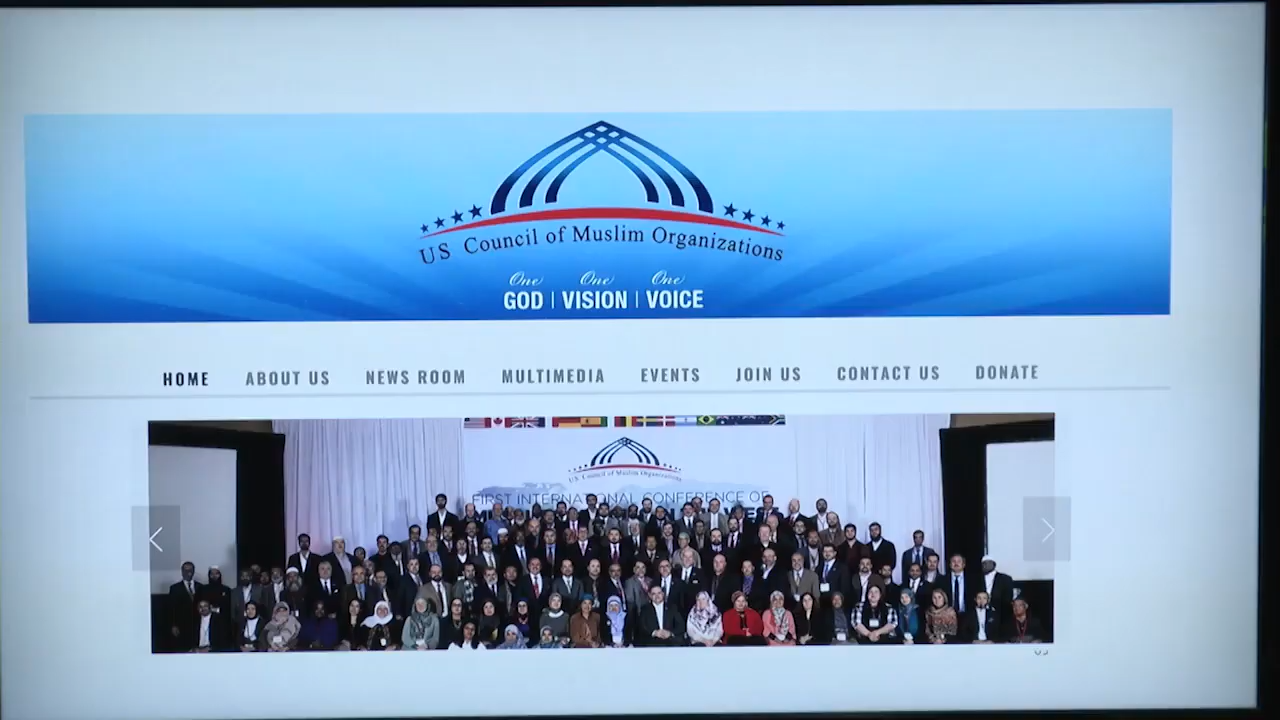 US Council of Muslim Organizations
One One One
GOD | VISION | VOICE
HOME ABOUT US NEWS ROOM MULTIMEDIA EVENTS JOIN US CONTACT US DONATE
US Council of Muslim Organizations
FIRST INTERNATIONAL CONFERENCE OF